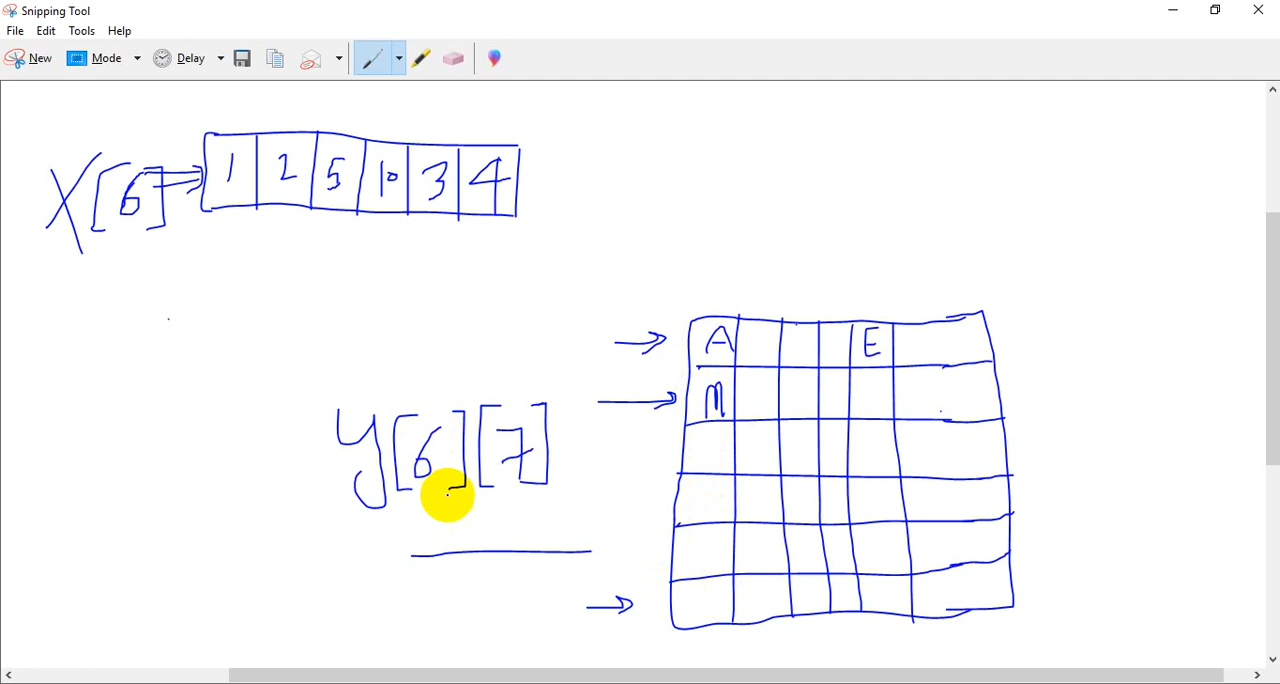 Snipping Tool
File Edit Tools Help
New Mode Delay
X[6] 1 2 5 10 3 4
A E
M
y[6][7]